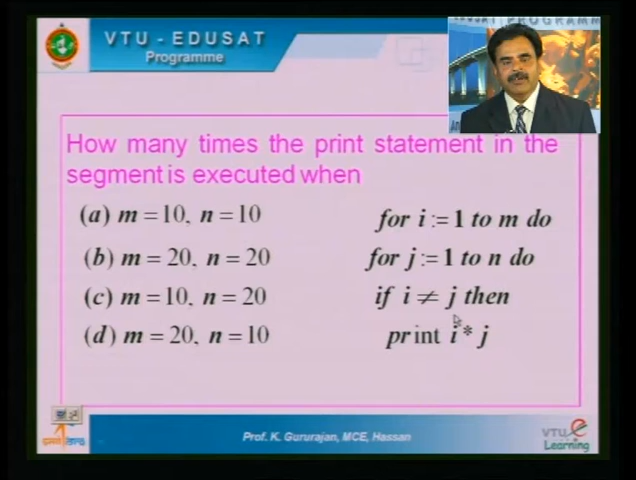 VTU - EDUSAT
Programme
How many times the print statement in the
segment is executed when
(a) m = 10, n = 10
(b) m = 20, n = 20
(c) m = 10, n = 20
(d) m = 20, n = 10
for i := 1 to m do
for j := 1 to n do
if i ≠ j then
print i * j
Prof. K. Gururajan, MCE, Hassan
VTU e
Learning